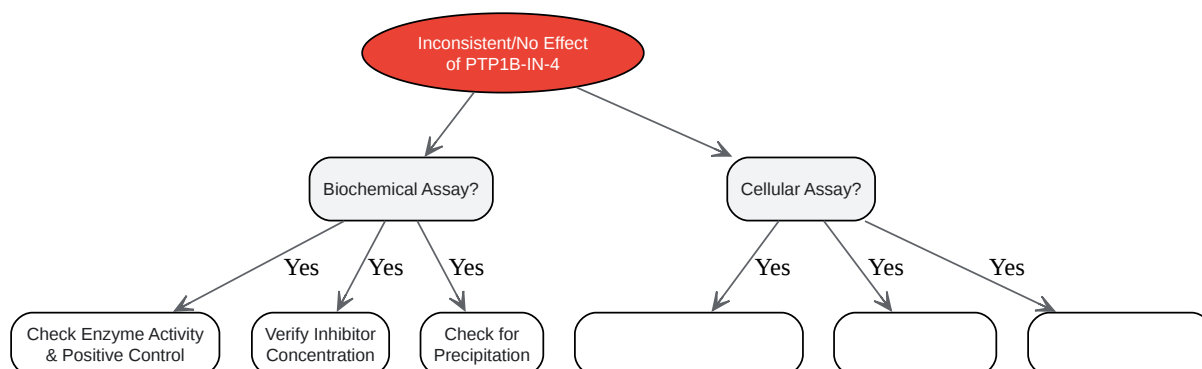 Inconsistent/No Effect
of PTP1B-IN-4
Biochemical Assay?
Cellular Assay?
Yes
Yes
Yes
Yes
Yes
Yes
Check Enzyme Activity
& Positive Control
Verify Inhibitor
Concentration
Check for
Precipitation